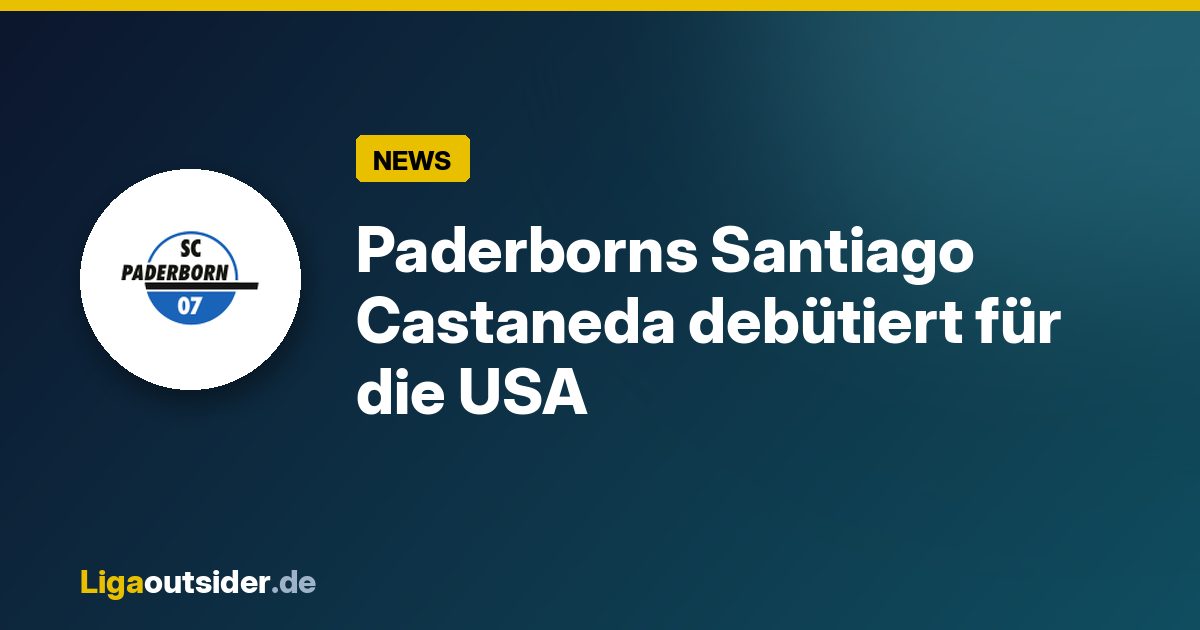 NEWS
SC
PADERBORN
07
Paderborns Santiago
Castaneda debütiert für
die USA
Ligaoutsider.de